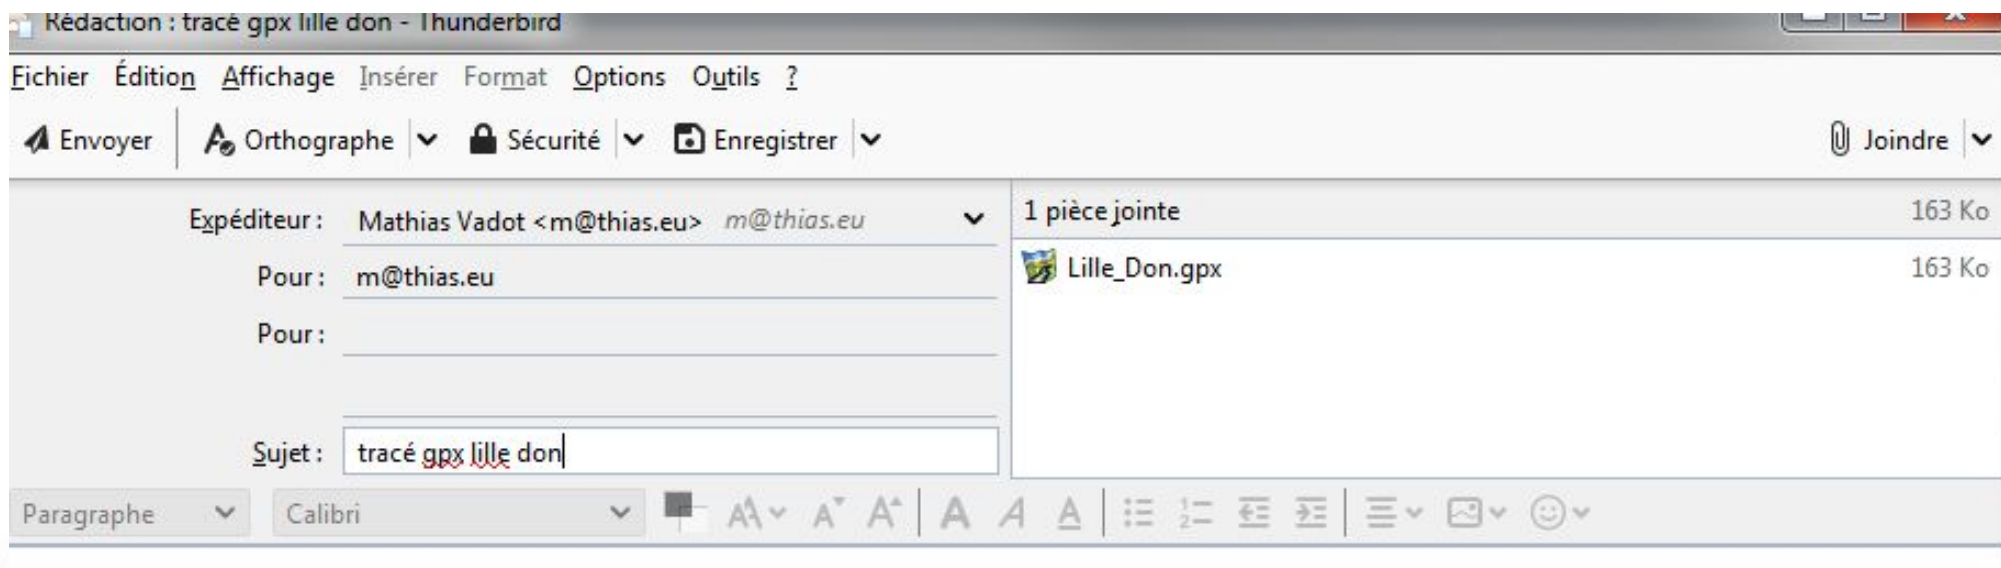 Rédaction : tracé gpx lille don - Thunderbird
Fichier Édition Affichage Insérer Format Options Outils ?
Envoyer Orthographe Sécurité Enregistrer Joindre
Expéditeur : Mathias Vadot <m@thias.eu> m@thias.eu
1 pièce jointe 163 Ko
Pour : m@thias.eu
Lille_Don.gpx 163 Ko
Pour :
Sujet : tracé gpx lille don
Paragraphe Calibri